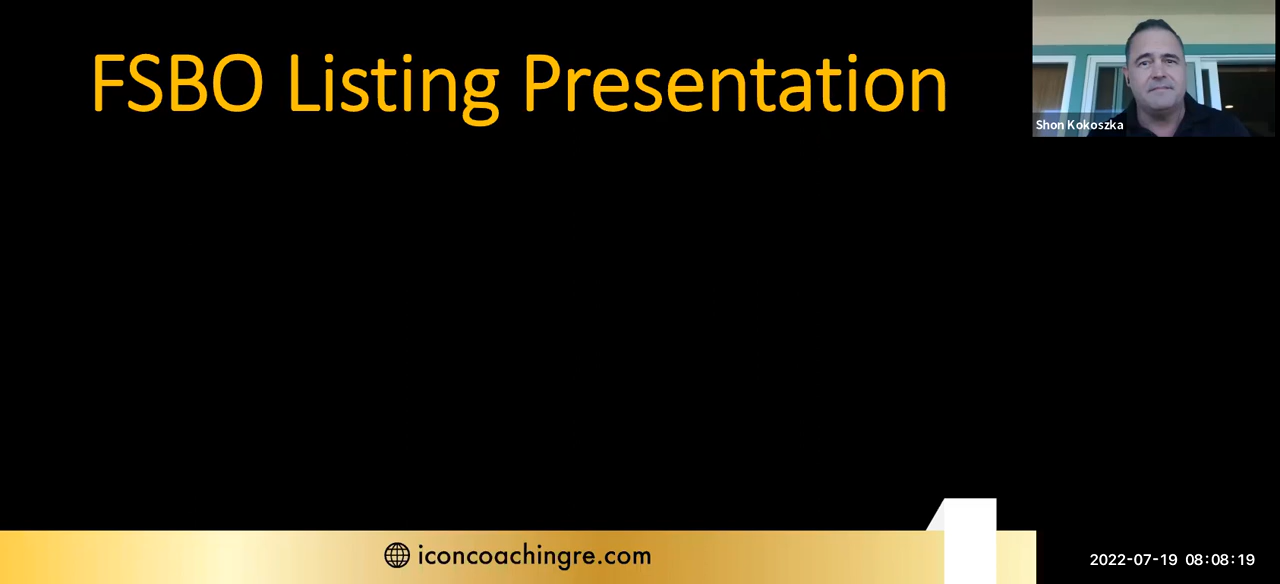 FSBO Listing Presentation
Shon Kokoszka
iconcoachingre.com
2022-07-19 08:08:19